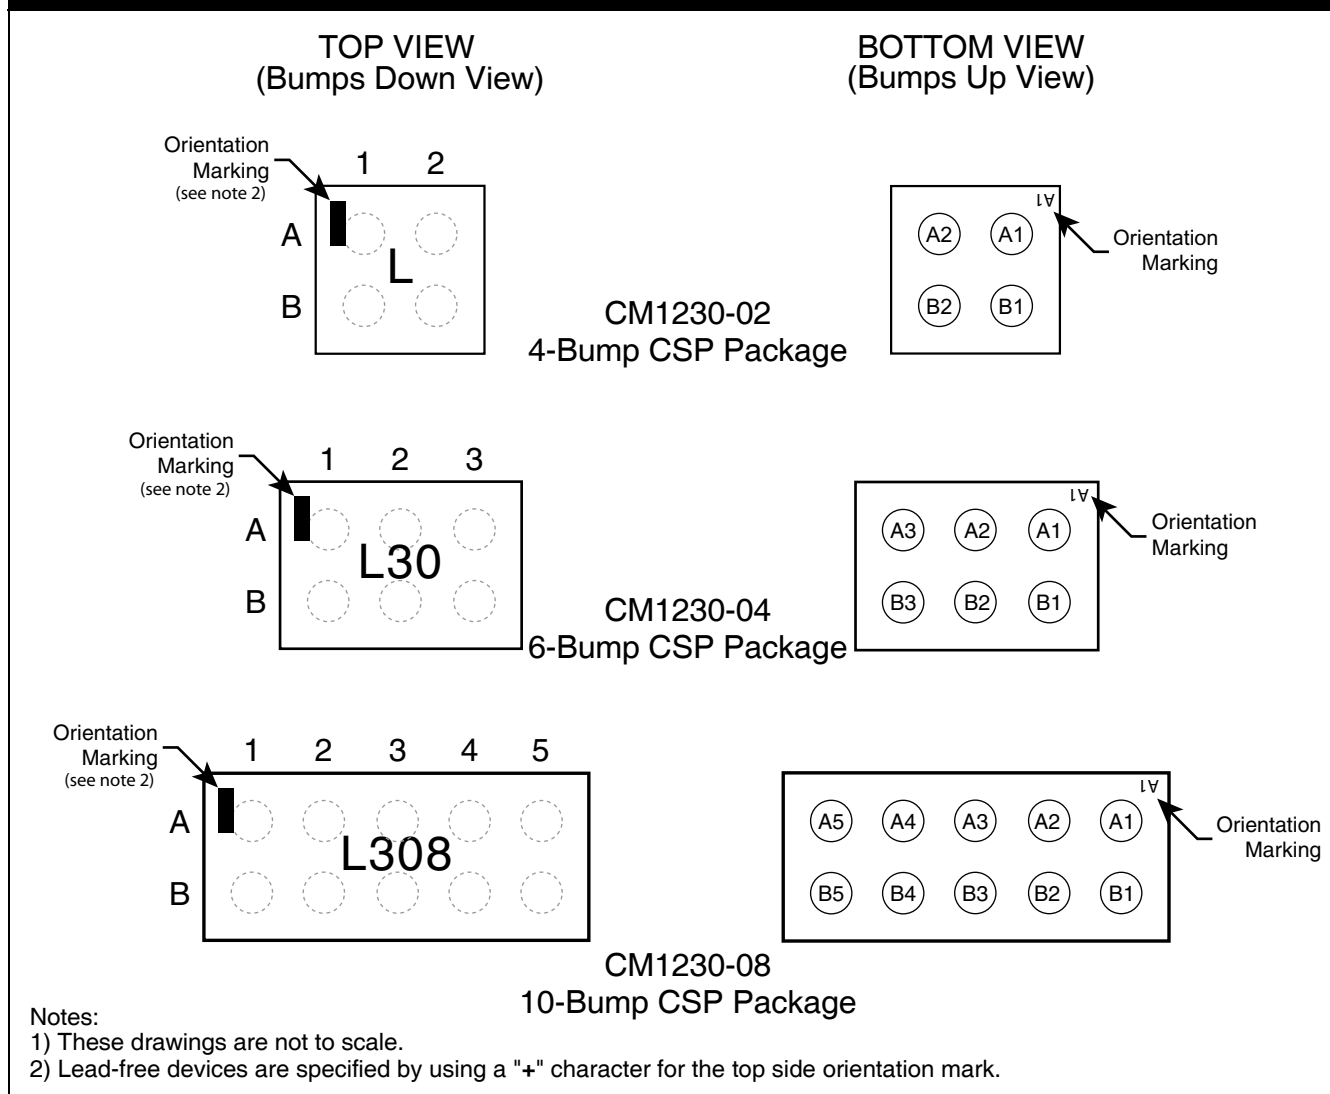 TOP VIEW
(Bumps Down View)
BOTTOM VIEW
(Bumps Up View)
Orientation
Marking
(see note 2)
1 2
A
B
L
CM1230-02
4-Bump CSP Package
A1
A2 A1
B2 B1
Orientation
Marking
Orientation
Marking
(see note 2)
1 2 3
A
B
L30
CM1230-04
6-Bump CSP Package
A1
A3 A2 A1
B3 B2 B1
Orientation
Marking
Orientation
Marking
(see note 2)
1 2 3 4 5
A
B
L308
CM1230-08
10-Bump CSP Package
A1
A5 A4 A3 A2 A1
B5 B4 B3 B2 B1
Orientation
Marking
Notes:
1) These drawings are not to scale.
2) Lead-free devices are specified by using a "+" character for the top side orientation mark.